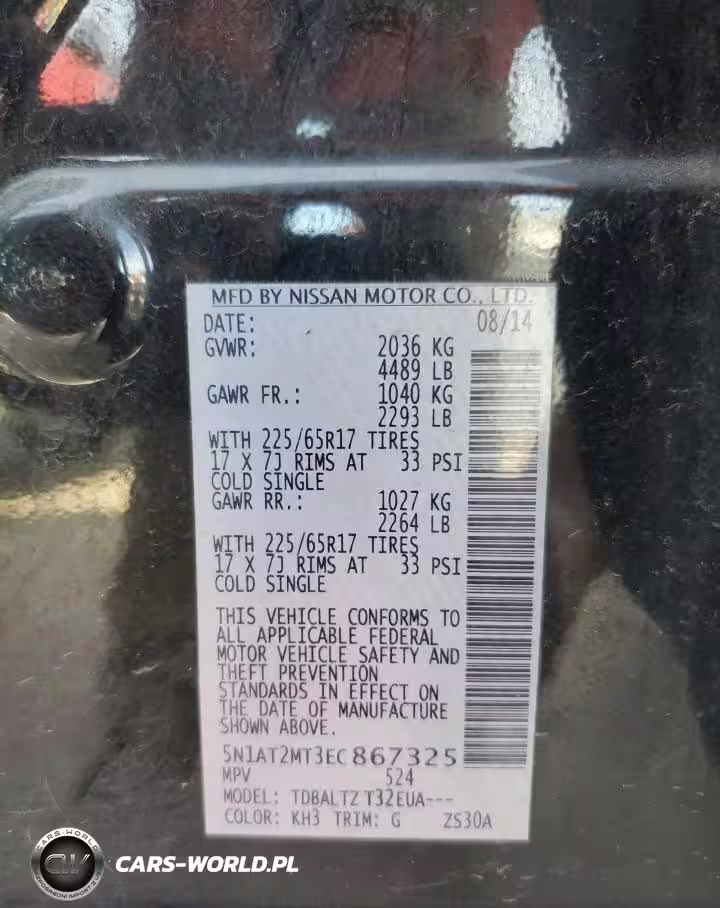 MFD BY NISSAN MOTOR CO., LTD.
DATE: 08/14
GVWR: 2036 KG
4489 LB
GAWR FR.: 1040 KG
2293 LB
WITH 225/65R17 TIRES
17 X 7J RIMS AT 33 PSI
COLD SINGLE
GAWR RR.: 1027 KG
2264 LB
WITH 225/65R17 TIRES
17 X 7J RIMS AT 33 PSI
COLD SINGLE
THIS VEHICLE CONFORMS TO
ALL APPLICABLE FEDERAL
MOTOR VEHICLE SAFETY AND
THEFT PREVENTION
STANDARDS IN EFFECT ON
THE DATE OF MANUFACTURE
SHOWN ABOVE.
5N1AT2MT3EC867325
MPV 524
MODEL: TDBALTZ T32EUA---
COLOR: KH3 TRIM: G ZS30A
CARS-WORLD
CW
CARS-WORLD.PL